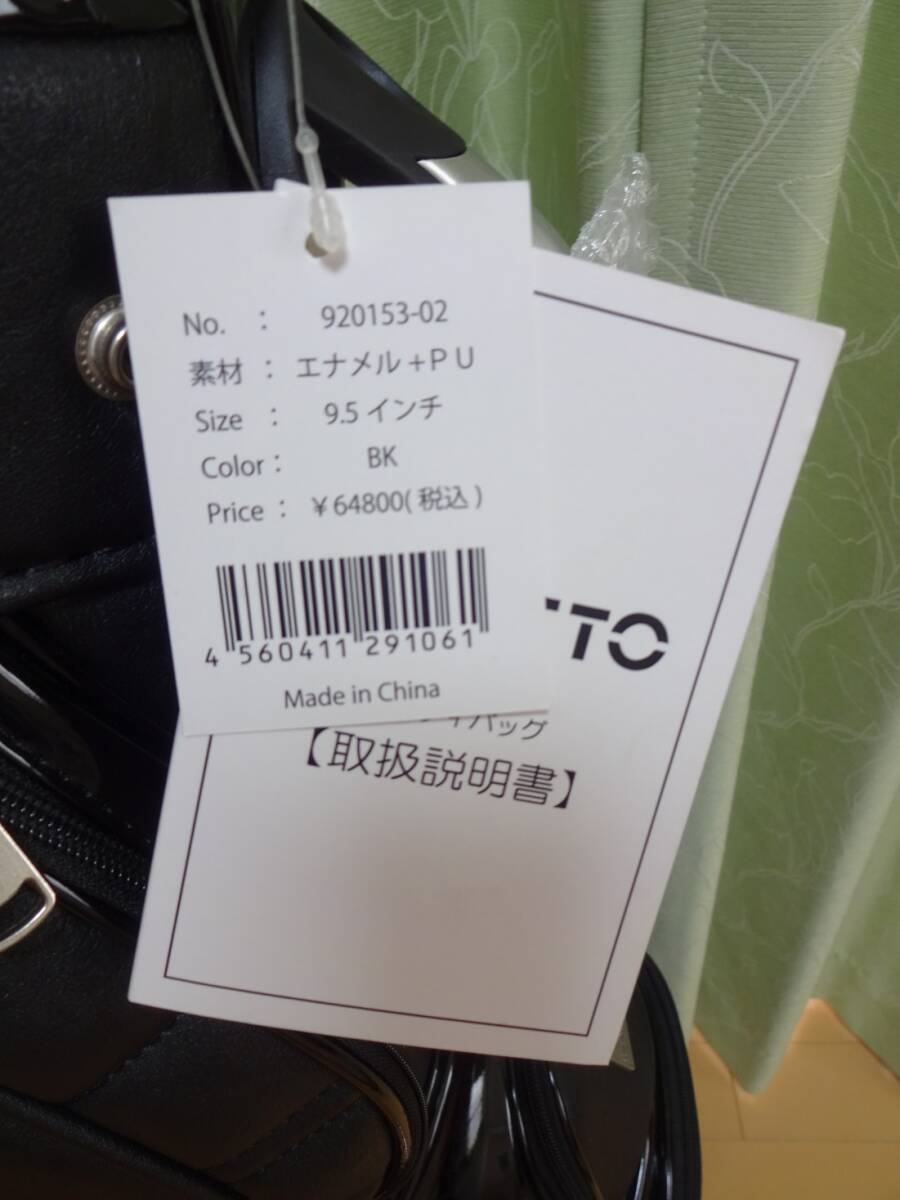 No. : 920153-02
素材 : エナメル+PU
Size : 9.5インチ
Color : BK
Price : ¥64800(税込)
4 560411 291061
Made in China
TO
バッグ
【取扱説明書】